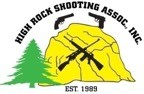 HIGH ROCK SHOOTING ASSOC. INC.
EST. 1989